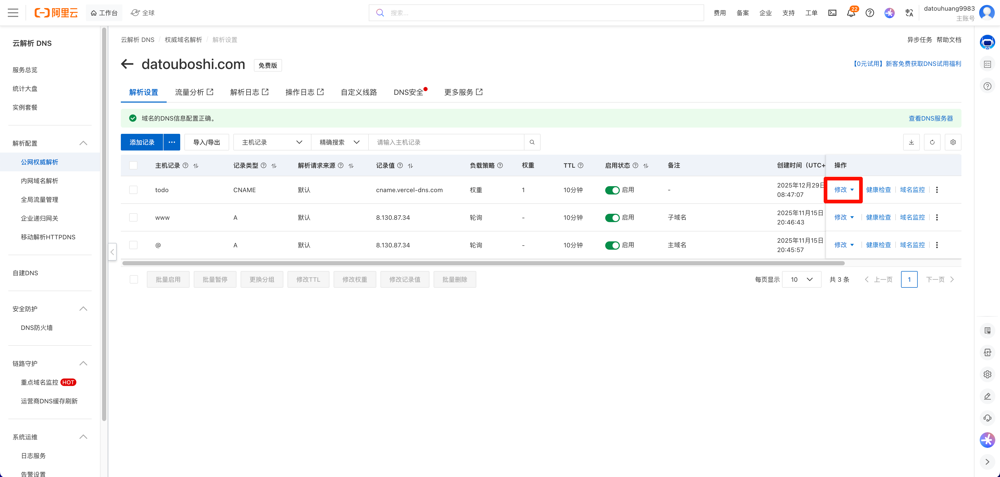 阿里云
工作台
全球
搜索...
费用
备案
企业
支持
工单
22
datouhuang9983
主账号
云解析 DNS
服务总览
统计大盘
实例套餐
解析配置
公网权威解析
内网域名解析
全局流量管理
企业递归网关
移动解析HTTPDNS
自建DNS
安全防护
DNS防火墙
链路守护
重点域名监控 HOT
运营商DNS缓存刷新
系统运维
日志服务
告警设置
云解析 DNS / 权威域名解析 / 解析设置
异步任务 帮助文档
datouboshi.com 免费版
【0元试用】新客免费获取DNS试用福利
解析设置 流量分析 解析日志 操作日志 自定义线路 DNS安全 更多服务
域名的DNS信息配置正确。
查看DNS服务器
添加记录 ... 导入/导出 主机记录 精确搜索 请输入主机记录
主机记录 记录类型 解析请求来源 记录值 负载策略 权重 TTL 启用状态 备注 创建时间（UTC+ 操作
todo CNAME 默认 cname.vercel-dns.com 权重 1 10分钟 启用 - 2025年12月29日 08:47:07 修改 健康检查 域名监控
www A 默认 8.130.87.34 轮询 - 10分钟 启用 子域名 2025年11月15日 20:46:43 修改 健康检查 域名监控
@ A 默认 8.130.87.34 轮询 - 10分钟 启用 主域名 2025年11月15日 20:45:57 修改 健康检查 域名监控
批量启用 批量暂停 更换分组 修改TTL 修改权重 修改记录值 批量删除
每页显示 10 共 3 条 上一页 1 下一页
APP